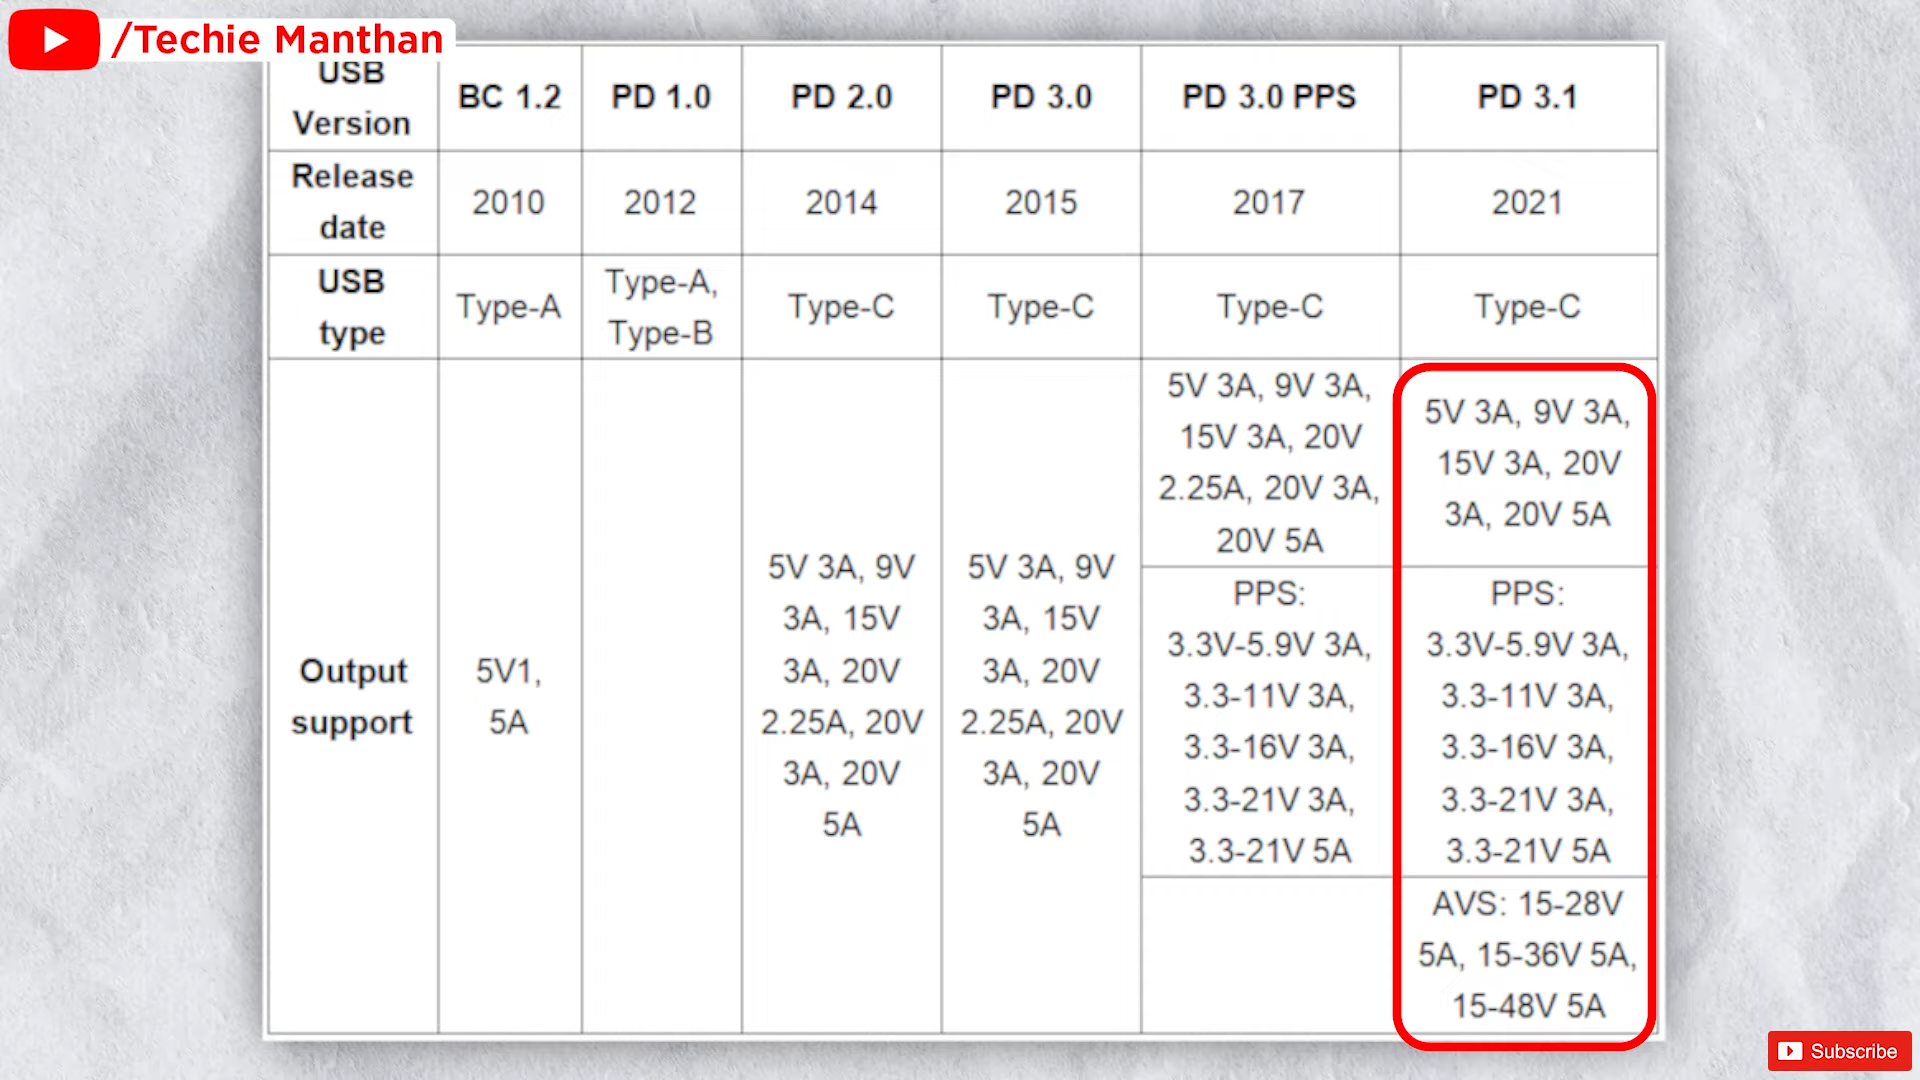 /Techie Manthan
USB
Version
BC 1.2
PD 1.0
PD 2.0
PD 3.0
PD 3.0 PPS
PD 3.1
Release
date
2010
2012
2014
2015
2017
2021
USB
type
Type-A
Type-A,
Type-B
Type-C
Type-C
Type-C
Type-C
Output
support
5V1,
5A
5V 3A, 9V
3A, 15V
3A, 20V
2.25A, 20V
3A, 20V
5A
5V 3A, 9V
3A, 15V
3A, 20V
2.25A, 20V
3A, 20V
5A
5V 3A, 9V 3A,
15V 3A, 20V
2.25A, 20V 3A,
20V 5A
PPS:
3.3V-5.9V 3A,
3.3-11V 3A,
3.3-16V 3A,
3.3-21V 3A,
3.3-21V 5A
5V 3A, 9V 3A,
15V 3A, 20V
3A, 20V 5A
PPS:
3.3V-5.9V 3A,
3.3-11V 3A,
3.3-16V 3A,
3.3-21V 3A,
3.3-21V 5A
AVS: 15-28V
5A, 15-36V 5A,
15-48V 5A
Subscribe